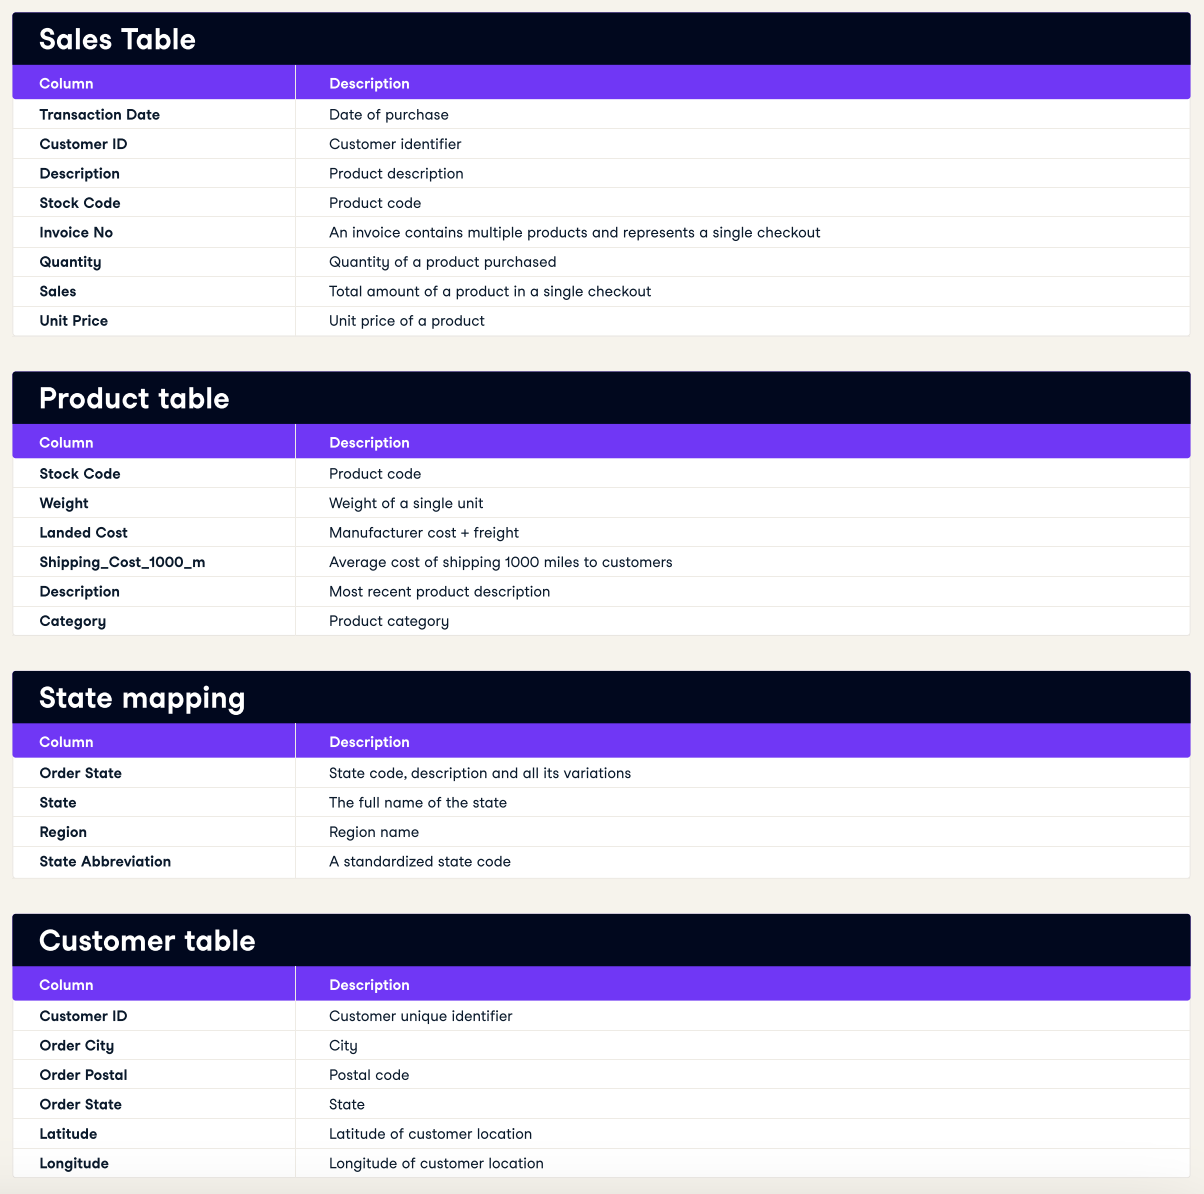 Sales Table
Column Description
Transaction Date Date of purchase
Customer ID Customer identifier
Description Product description
Stock Code Product code
Invoice No An invoice contains multiple products and represents a single checkout
Quantity Quantity of a product purchased
Sales Total amount of a product in a single checkout
Unit Price Unit price of a product
Product table
Column Description
Stock Code Product code
Weight Weight of a single unit
Landed Cost Manufacturer cost + freight
Shipping_Cost_1000_m Average cost of shipping 1000 miles to customers
Description Most recent product description
Category Product category
State mapping
Column Description
Order State State code, description and all its variations
State The full name of the state
Region Region name
State Abbreviation A standardized state code
Customer table
Column Description
Customer ID Customer unique identifier
Order City City
Order Postal Postal code
Order State State
Latitude Latitude of customer location
Longitude Longitude of customer location